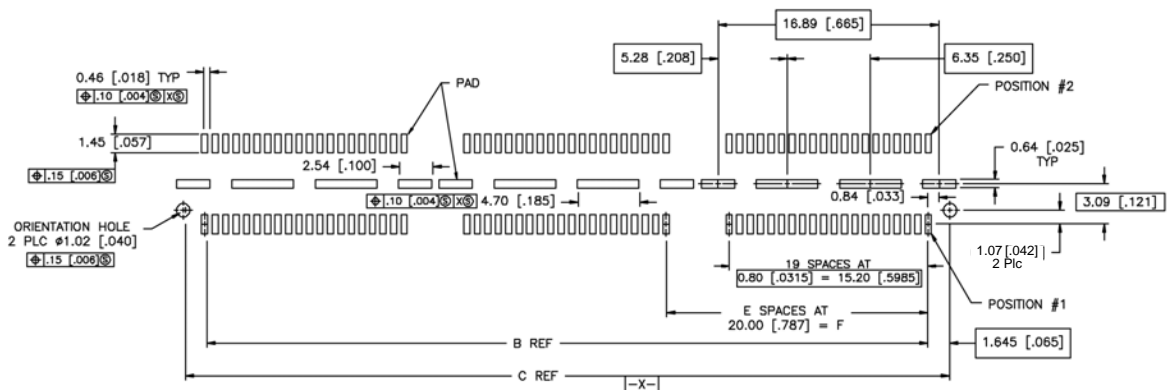 16.89 [.665]
5.28 [.208]
6.35 [.250]
0.46 [.018] TYP
⌖ .10 [.004]Ⓢ XⓈ
PAD
POSITION #2
1.45 [.057]
2.54 [.100]
0.64 [.025]
TYP
⌖ .15 [.006]Ⓢ
⌖ .10 [.004]Ⓢ XⓈ
4.70 [.185]
0.84 [.033]
3.09 [.121]
ORIENTATION HOLE
2 PLC ø1.02 [.040]
⌖ .15 [.006]Ⓢ
1.07 [.042]
2 Plc
19 SPACES AT
0.80 [.0315] = 15.20 [.5985]
POSITION #1
E SPACES AT
20.00 [.787] = F
B REF
1.645 [.065]
C REF
-X-